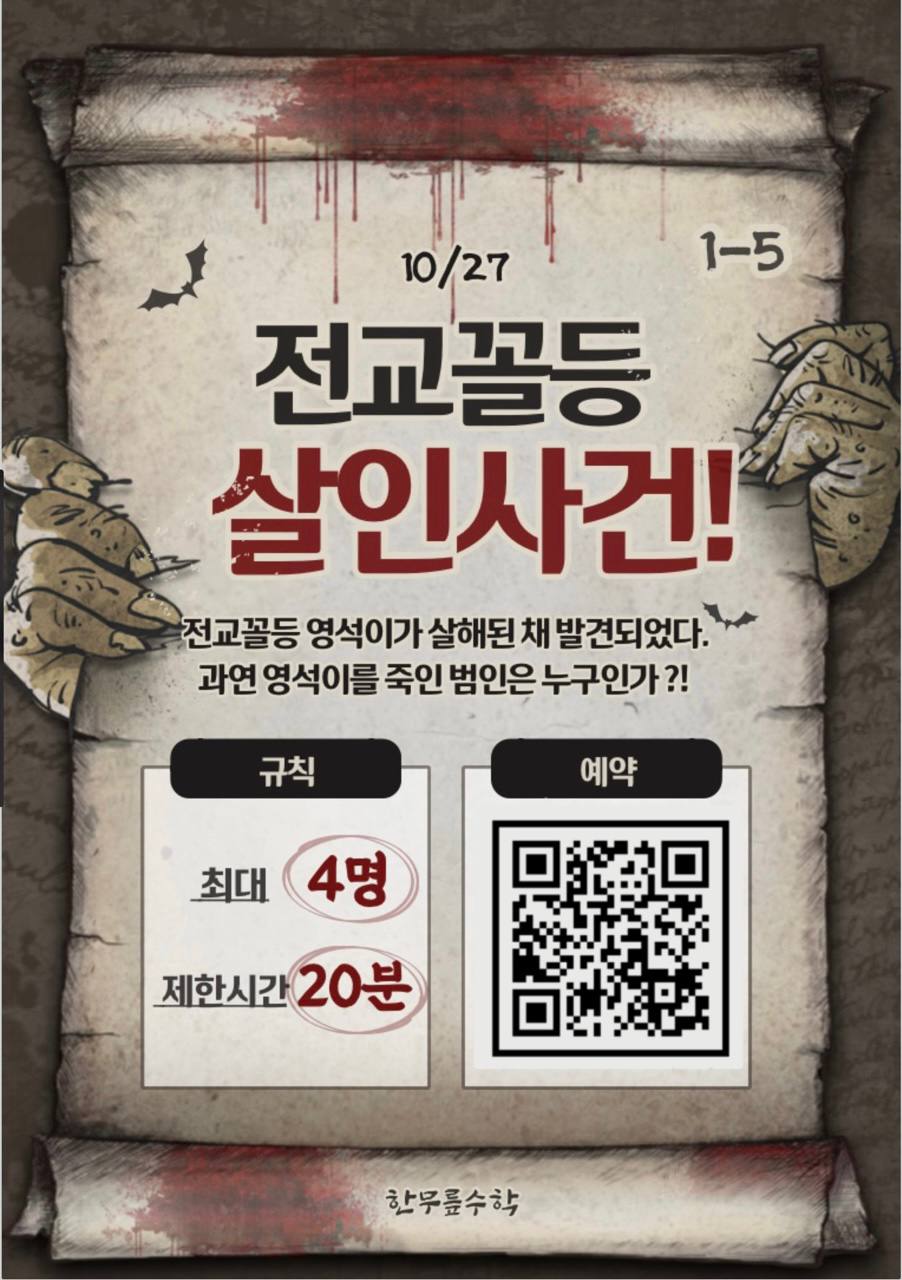 10/27
1-5
전교꼴등
살인사건!
전교꼴등 영석이가 살해된 채 발견되었다.
과연 영석이를 죽인 범인은 누구인가 ?!
규칙
최대 4명
제한시간 20분
예약
한무릎수학